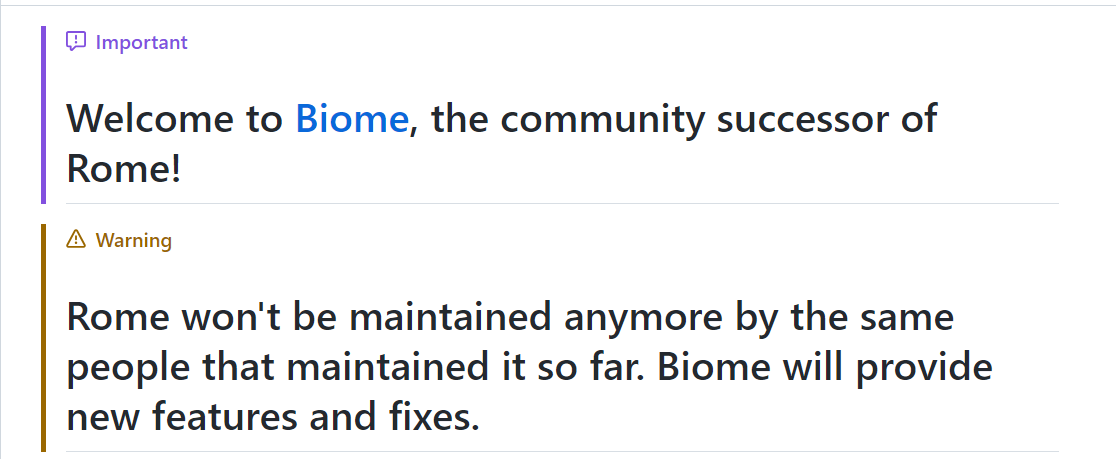 Important
Welcome to Biome, the community successor of
Rome!
Warning
Rome won't be maintained anymore by the same
people that maintained it so far. Biome will provide
new features and fixes.